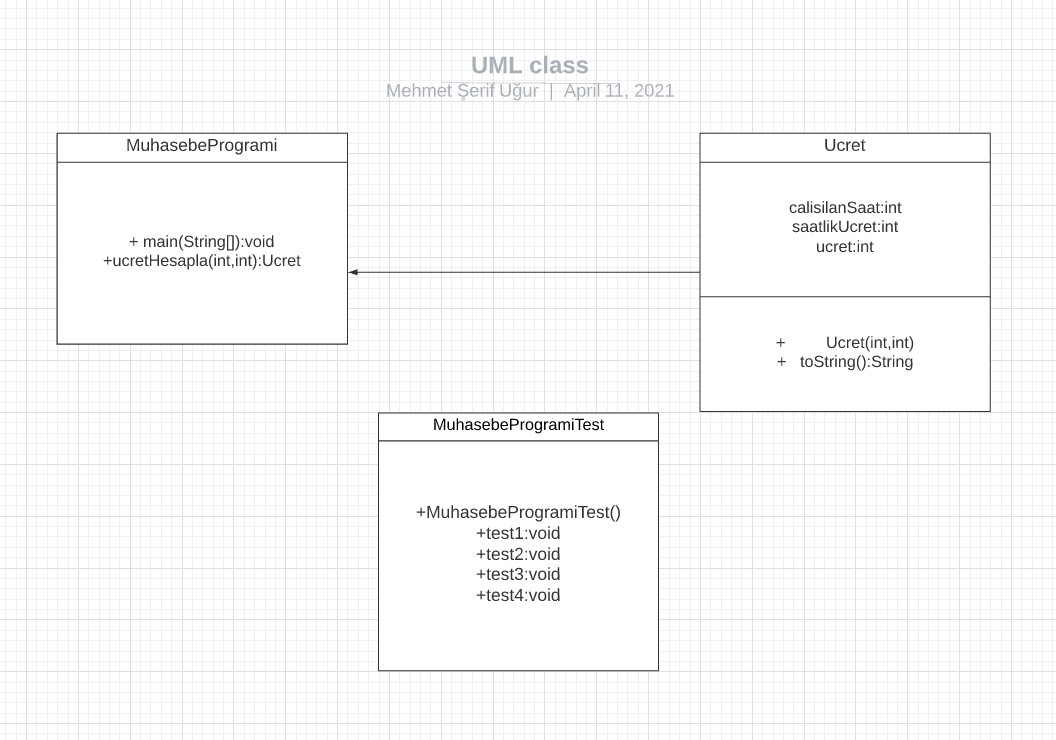 UML class
Mehmet Şerif Uğur | April 11, 2021
MuhasebeProgrami
+ main(String[]):void
+ucretHesapla(int,int):Ucret
Ucret
calisilanSaat:int
saatlikUcret:int
ucret:int
+ Ucret(int,int)
+ toString():String
MuhasebeProgramiTest
+MuhasebeProgramiTest()
+test1:void
+test2:void
+test3:void
+test4:void